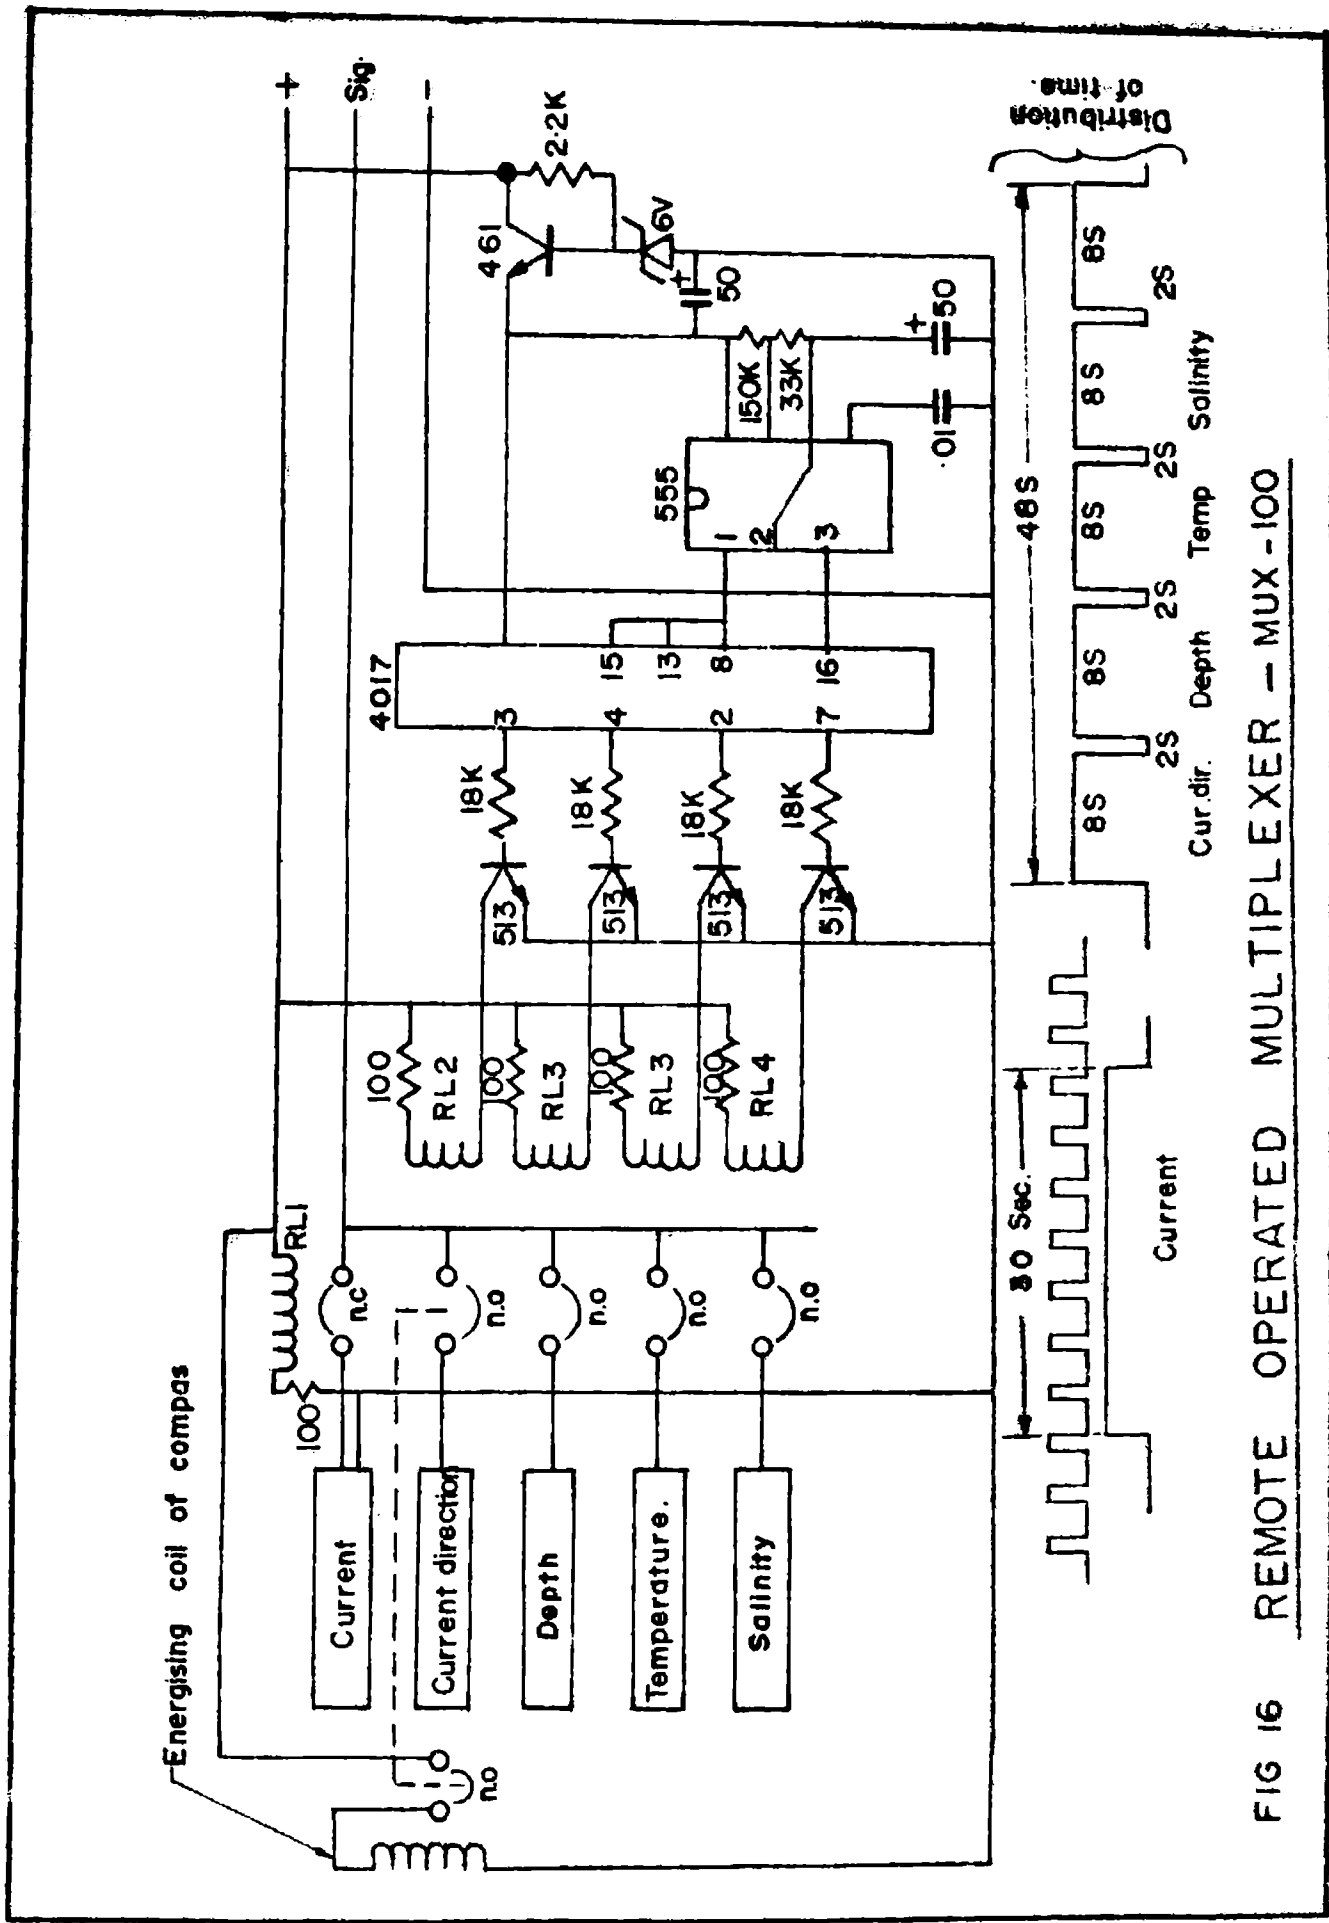 Energising coil of compas
+
Sig.
-
RL1
100
n.c
n.o
n.o
n.o
n.o
n.o
Current
Current direction
Depth
Temperature.
Salinity
100
RL2
100
RL3
100
RL3
100
RL4
513
513
513
513
18K
18K
18K
18K
4017
3
4
2
7
15
13
8
16
555
1
2
3
150K
33K
461
2.2K
6V
+
50
+
50
.01
30 Sec.
Current
48S
8S
2S
8S
2S
8S
2S
8S
2S
8S
Cur.dir.
Depth
Temp
Salinity
Distribution
of time.
FIG 16 REMOTE OPERATED MULTIPLEXER - MUX-100